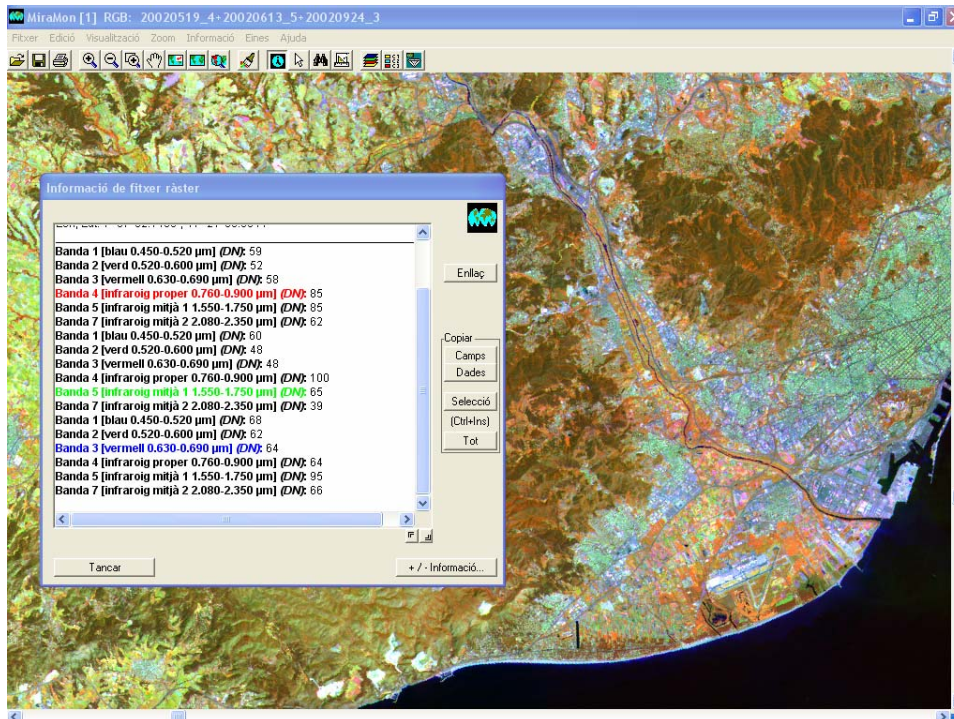 MiraMon [1] RGB: 20020519_4+20020613_5+20020924_3
Fitxer Edició Visualització Zoom Informació Eines Ajuda
Informació de fitxer ràster
Banda 1 [blau 0.450-0.520 µm] (DN): 59
Banda 2 [verd 0.520-0.600 µm] (DN): 52
Banda 3 [vermell 0.630-0.690 µm] (DN): 58
Banda 4 [infraroig proper 0.760-0.900 µm] (DN): 85
Banda 5 [infraroig mitjà 1 1.550-1.750 µm] (DN): 85
Banda 7 [infraroig mitjà 2 2.080-2.350 µm] (DN): 62
Banda 1 [blau 0.450-0.520 µm] (DN): 60
Banda 2 [verd 0.520-0.600 µm] (DN): 48
Banda 3 [vermell 0.630-0.690 µm] (DN): 48
Banda 4 [infraroig proper 0.760-0.900 µm] (DN): 100
Banda 5 [infraroig mitjà 1 1.550-1.750 µm] (DN): 65
Banda 7 [infraroig mitjà 2 2.080-2.350 µm] (DN): 39
Banda 1 [blau 0.450-0.520 µm] (DN): 68
Banda 2 [verd 0.520-0.600 µm] (DN): 62
Banda 3 [vermell 0.630-0.690 µm] (DN): 64
Banda 4 [infraroig proper 0.760-0.900 µm] (DN): 64
Banda 5 [infraroig mitjà 1 1.550-1.750 µm] (DN): 95
Banda 7 [infraroig mitjà 2 2.080-2.350 µm] (DN): 66
Enllaç
Copiar
Camps
Dades
Selecció
(Ctrl+Ins)
Tot
Tancar
+ / - Informació...